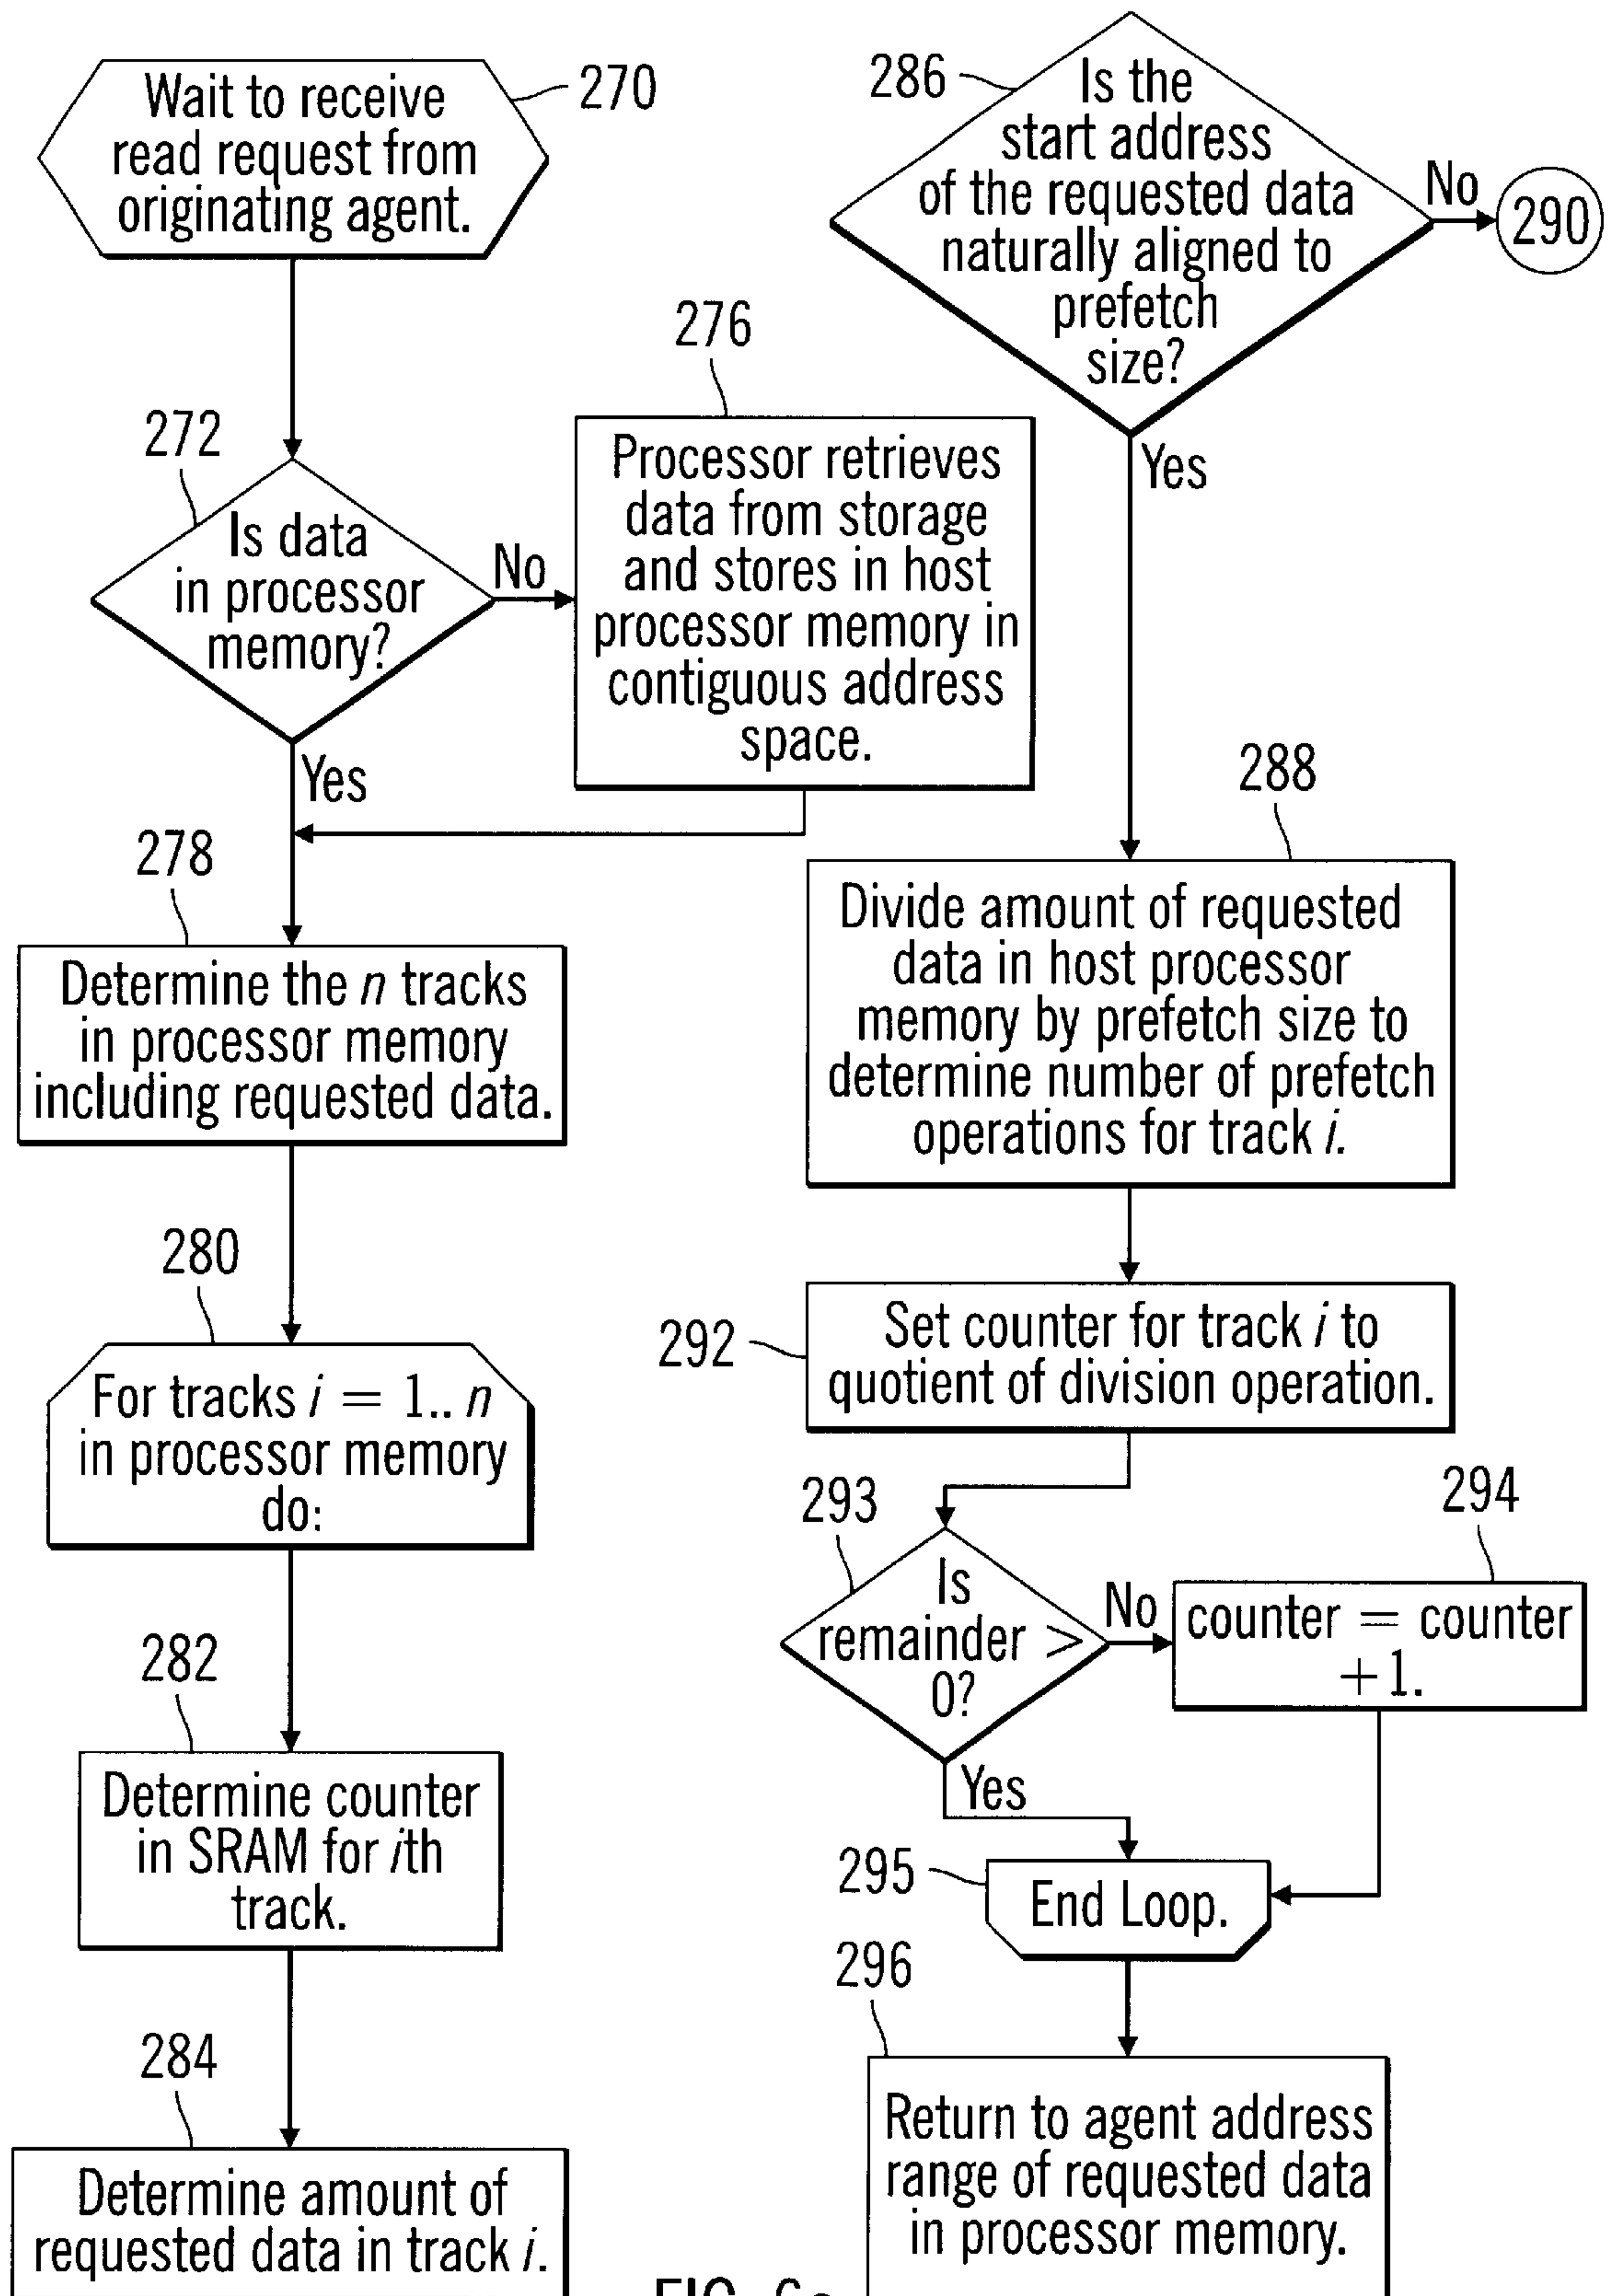 270
Wait to receive
read request from
originating agent.
272
Is data
in processor
memory?
No
Yes
276
Processor retrieves
data from storage
and stores in host
processor memory in
contiguous address
space.
278
Determine the n tracks
in processor memory
including requested data.
280
For tracks i = 1.. n
in processor memory
do:
282
Determine counter
in SRAM for ith
track.
284
Determine amount of
requested data in track i.
286
Is the
start address
of the requested data
naturally aligned to
prefetch
size?
No
290
Yes
288
Divide amount of requested
data in host processor
memory by prefetch size to
determine number of prefetch
operations for track i.
292
Set counter for track i to
quotient of division operation.
293
Is
remainder >
0?
No
294
counter = counter
+1.
Yes
295
End Loop.
296
Return to agent address
range of requested data
in processor memory.